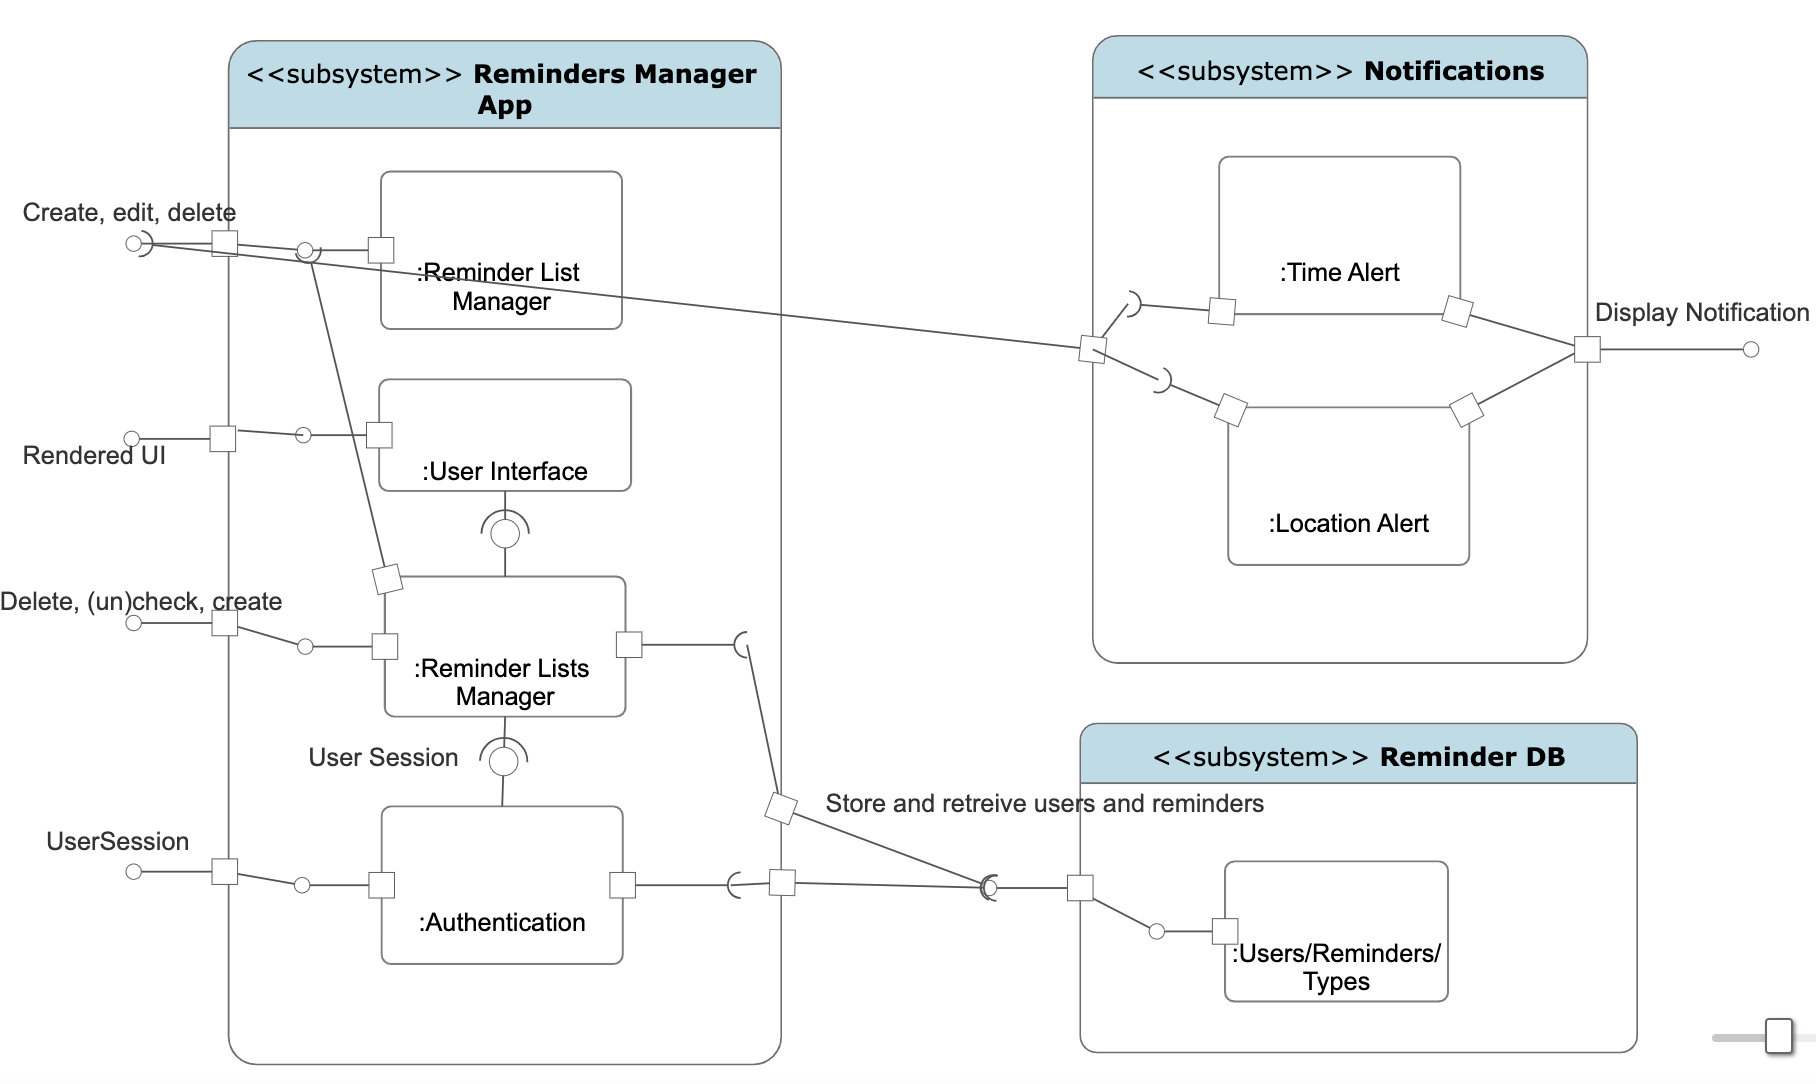 <<subsystem>> Reminders Manager
App
Create, edit, delete
:Reminder List
Manager
Rendered UI
:User Interface
Delete, (un)check, create
:Reminder Lists
Manager
User Session
UserSession
:Authentication
<<subsystem>> Notifications
:Time Alert
Display Notification
:Location Alert
<<subsystem>> Reminder DB
Store and retreive users and reminders
:Users/Reminders/
Types